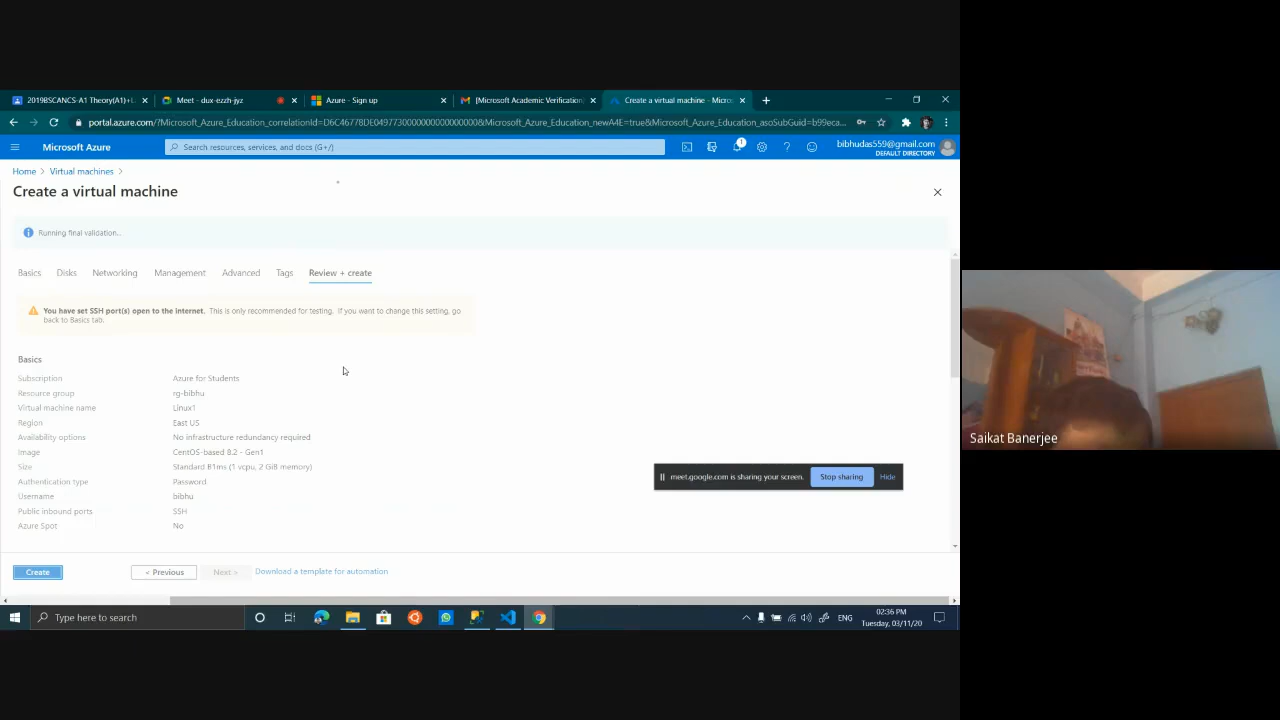 2019BSCANCS-A1 Theory(A1)+L
Meet - dux-ezzh-jyz
Azure - Sign up
[Microsoft Academic Verification]
Create a virtual machine - Micros
portal.azure.com/?Microsoft_Azure_Education_correlationId=D6C46778DE0497730000000000000000&Microsoft_Azure_Education_newA4E=true&Microsoft_Azure_Education_asoSubGuid=b99eca...
Microsoft Azure
Search resources, services, and docs (G+/)
1
bibhudas559@gmail.com
DEFAULT DIRECTORY
Home > Virtual machines >
Create a virtual machine
Running final validation...
Basics Disks Networking Management Advanced Tags Review + create
You have set SSH port(s) open to the internet. This is only recommended for testing. If you want to change this setting, go
back to Basics tab.
Basics
Subscription Azure for Students
Resource group rg-bibhu
Virtual machine name Linux1
Region East US
Availability options No infrastructure redundancy required
Image CentOS-based 8.2 - Gen1
Size Standard B1ms (1 vcpu, 2 GiB memory)
Authentication type Password
Username bibhu
Public inbound ports SSH
Azure Spot No
meet.google.com is sharing your screen. Stop sharing Hide
Create < Previous Next > Download a template for automation
Type here to search
ENG
02:36 PM
Tuesday, 03/11/20
Saikat Banerjee